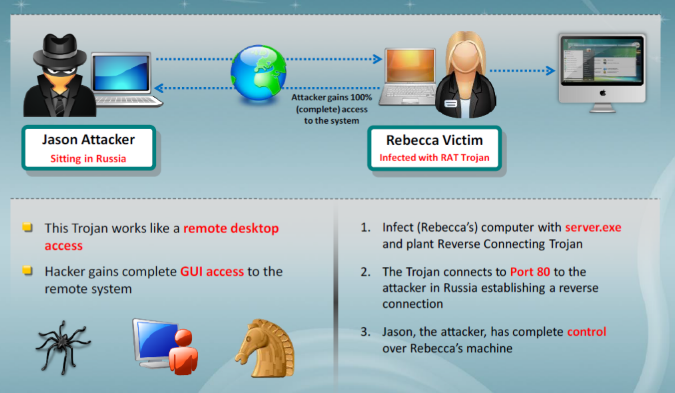 Attacker gains 100%
(complete) access
to the system
Jason Attacker
Sitting in Russia
Rebecca Victim
Infected with RAT Trojan
This Trojan works like a remote desktop
access
Hacker gains complete GUI access to the
remote system
1. Infect (Rebecca's) computer with server.exe
and plant Reverse Connecting Trojan
2. The Trojan connects to Port 80 to the
attacker in Russia establishing a reverse
connection
3. Jason, the attacker, has complete control
over Rebecca's machine